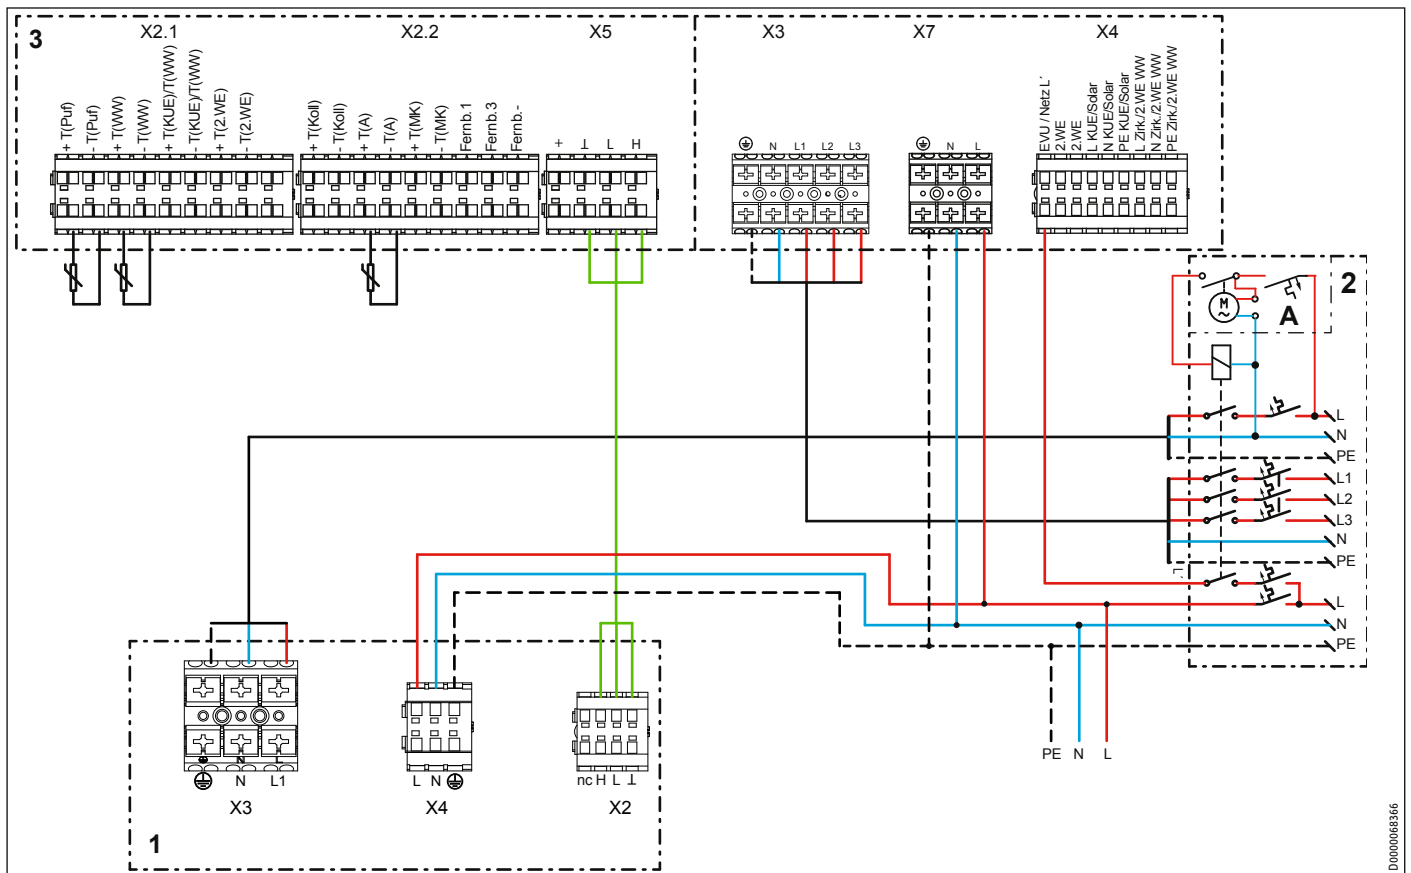 3
X2.1
X2.2
X5
X3
X7
X4
+ T(Puf)
- T(Puf)
+ T(WW)
- T(WW)
+ T(KUE)/T(WW)
- T(KUE)/T(WW)
+ T(2.WE)
- T(2.WE)
+ T(Koll)
- T(Koll)
+ T(A)
- T(A)
+ T(MK)
- T(MK)
Fernb.1
Fernb.3
Fernb.-
+ ⊥ L H
N L1 L2 L3
N L
EVU / Netz L´
2.WE
2.WE
L KUE/Solar
N KUE/Solar
PE KUE/Solar
L Zirk./2.WE WW
N Zirk./2.WE WW
PE Zirk./2.WE WW
2
M
~
A
L
N
PE
L1
L2
L3
N
PE
L
N
PE
PE N L
N L
N L1
X3
L N
X4
nc H L ⊥
X2
1
D0000068366